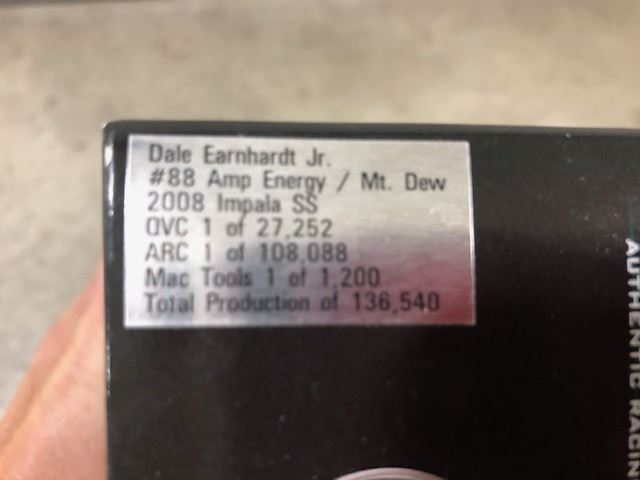 Dale Earnhardt Jr.
#88 Amp Energy / Mt. Dew
2008 Impala SS
QVC 1 of 27,252
ARC 1 of 108,088
Mac Tools 1 of 1,200
Total Production of 136,540
AUTHENTIC RACIN